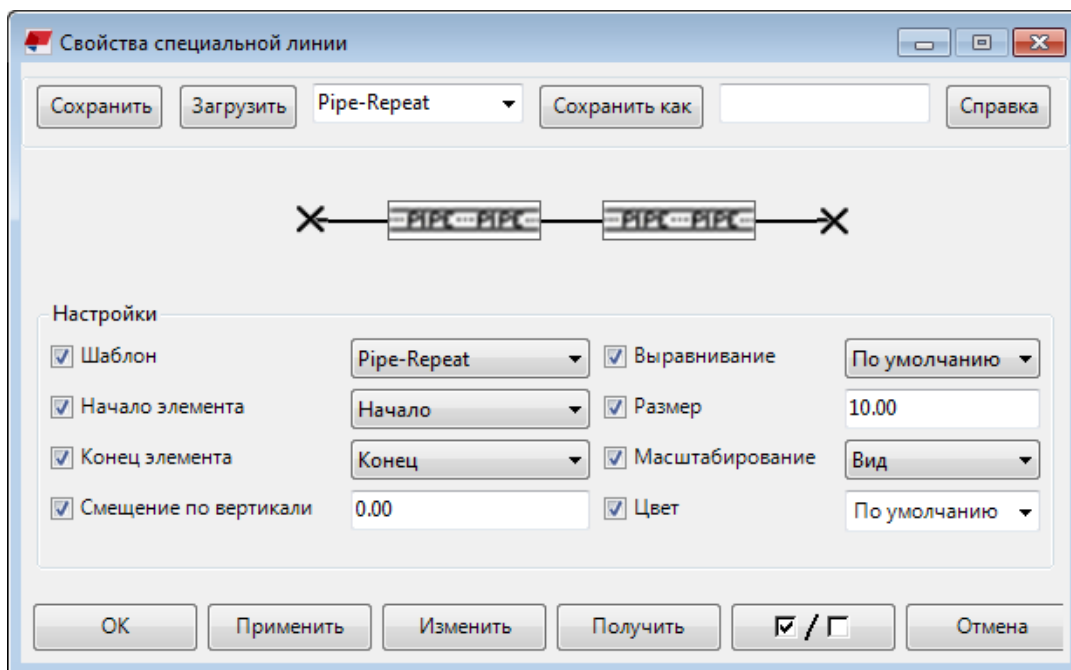 Свойства специальной линии
Сохранить Загрузить Pipe-Repeat Сохранить как Справка
PIPE PIPE PIPE PIPE
Настройки
Шаблон Pipe-Repeat Выравнивание По умолчанию
Начало элемента Начало Размер 10.00
Конец элемента Конец Масштабирование Вид
Смещение по вертикали 0.00 Цвет По умолчанию
ОК Применить Изменить Получить / Отмена